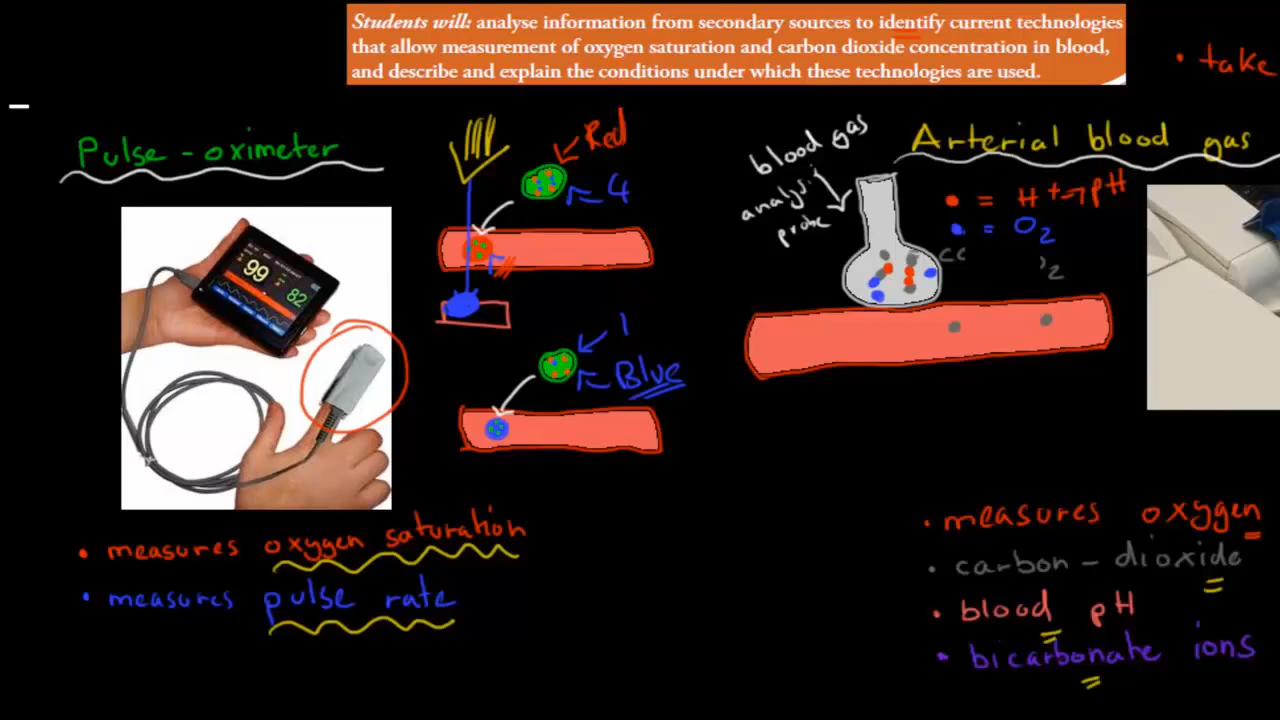 Students will: analyse information from secondary sources to identify current technologies
that allow measurement of oxygen saturation and carbon dioxide concentration in blood,
and describe and explain the conditions under which these technologies are used.
• take
Pulse - oximeter
99
82
• measures oxygen saturation
• measures pulse rate
Red
4
1
Blue
blood gas
analysis
probe
Arterial blood gas
• = H+ → pH
• = O2
• measures oxygen
• carbon - dioxide
• blood pH
• bicarbonate ions